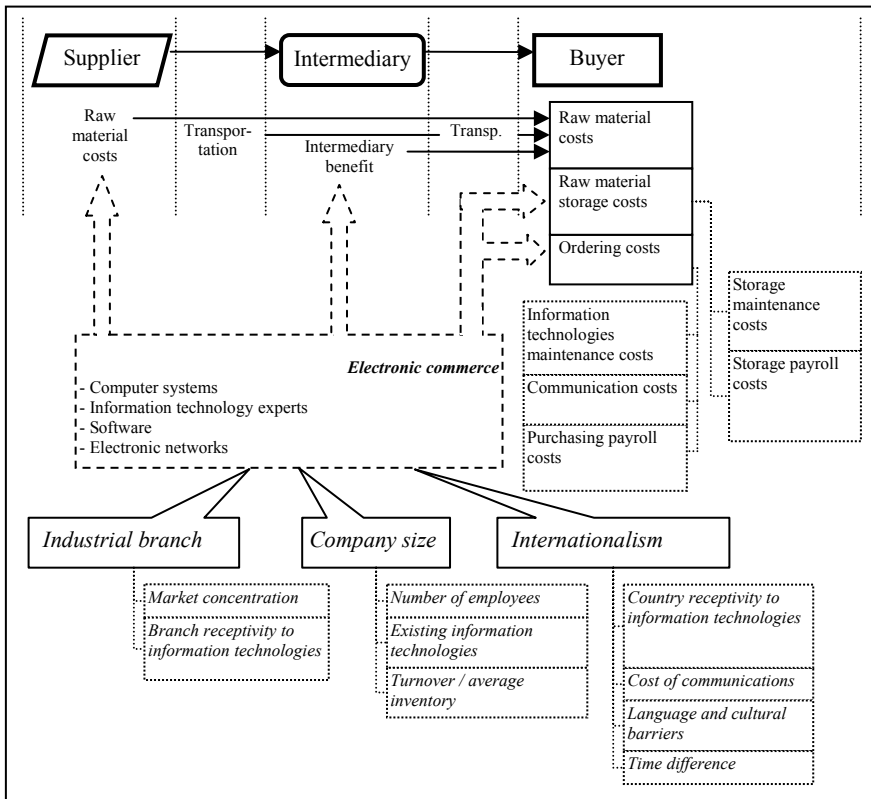 Supplier
Intermediary
Buyer
Raw
material
costs
Transpor-
tation
Intermediary
benefit
Transp.
Raw material
costs
Raw material
storage costs
Ordering costs
Storage
maintenance
costs
Storage payroll
costs
Information
technologies
maintenance costs
Communication costs
Purchasing payroll
costs
Electronic commerce
- Computer systems
- Information technology experts
- Software
- Electronic networks
Industrial branch
Company size
Internationalism
Market concentration
Branch receptivity to
information technologies
Number of employees
Existing information
technologies
Turnover / average
inventory
Country receptivity to
information technologies
Cost of communications
Language and cultural
barriers
Time difference